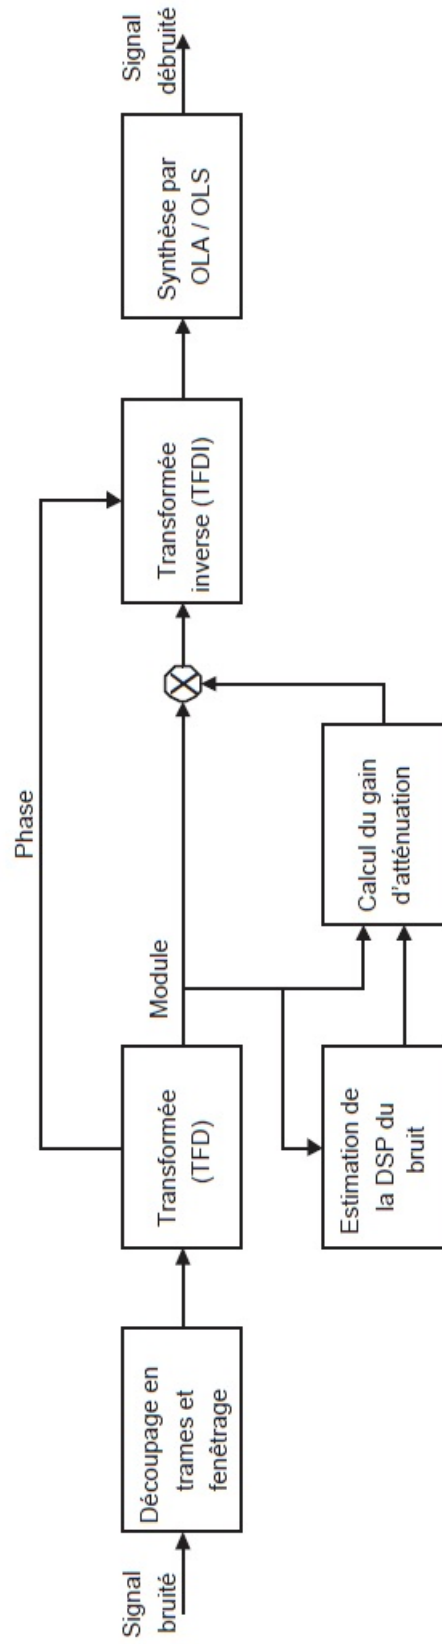 Signal
bruité
Découpage en
trames et
fenêtrage
Transformée
(TFD)
Phase
Module
Estimation de
la DSP du
bruit
Calcul du gain
d'atténuation
X
Transformée
inverse (TFDI)
Synthèse par
OLA / OLS
Signal
débruité